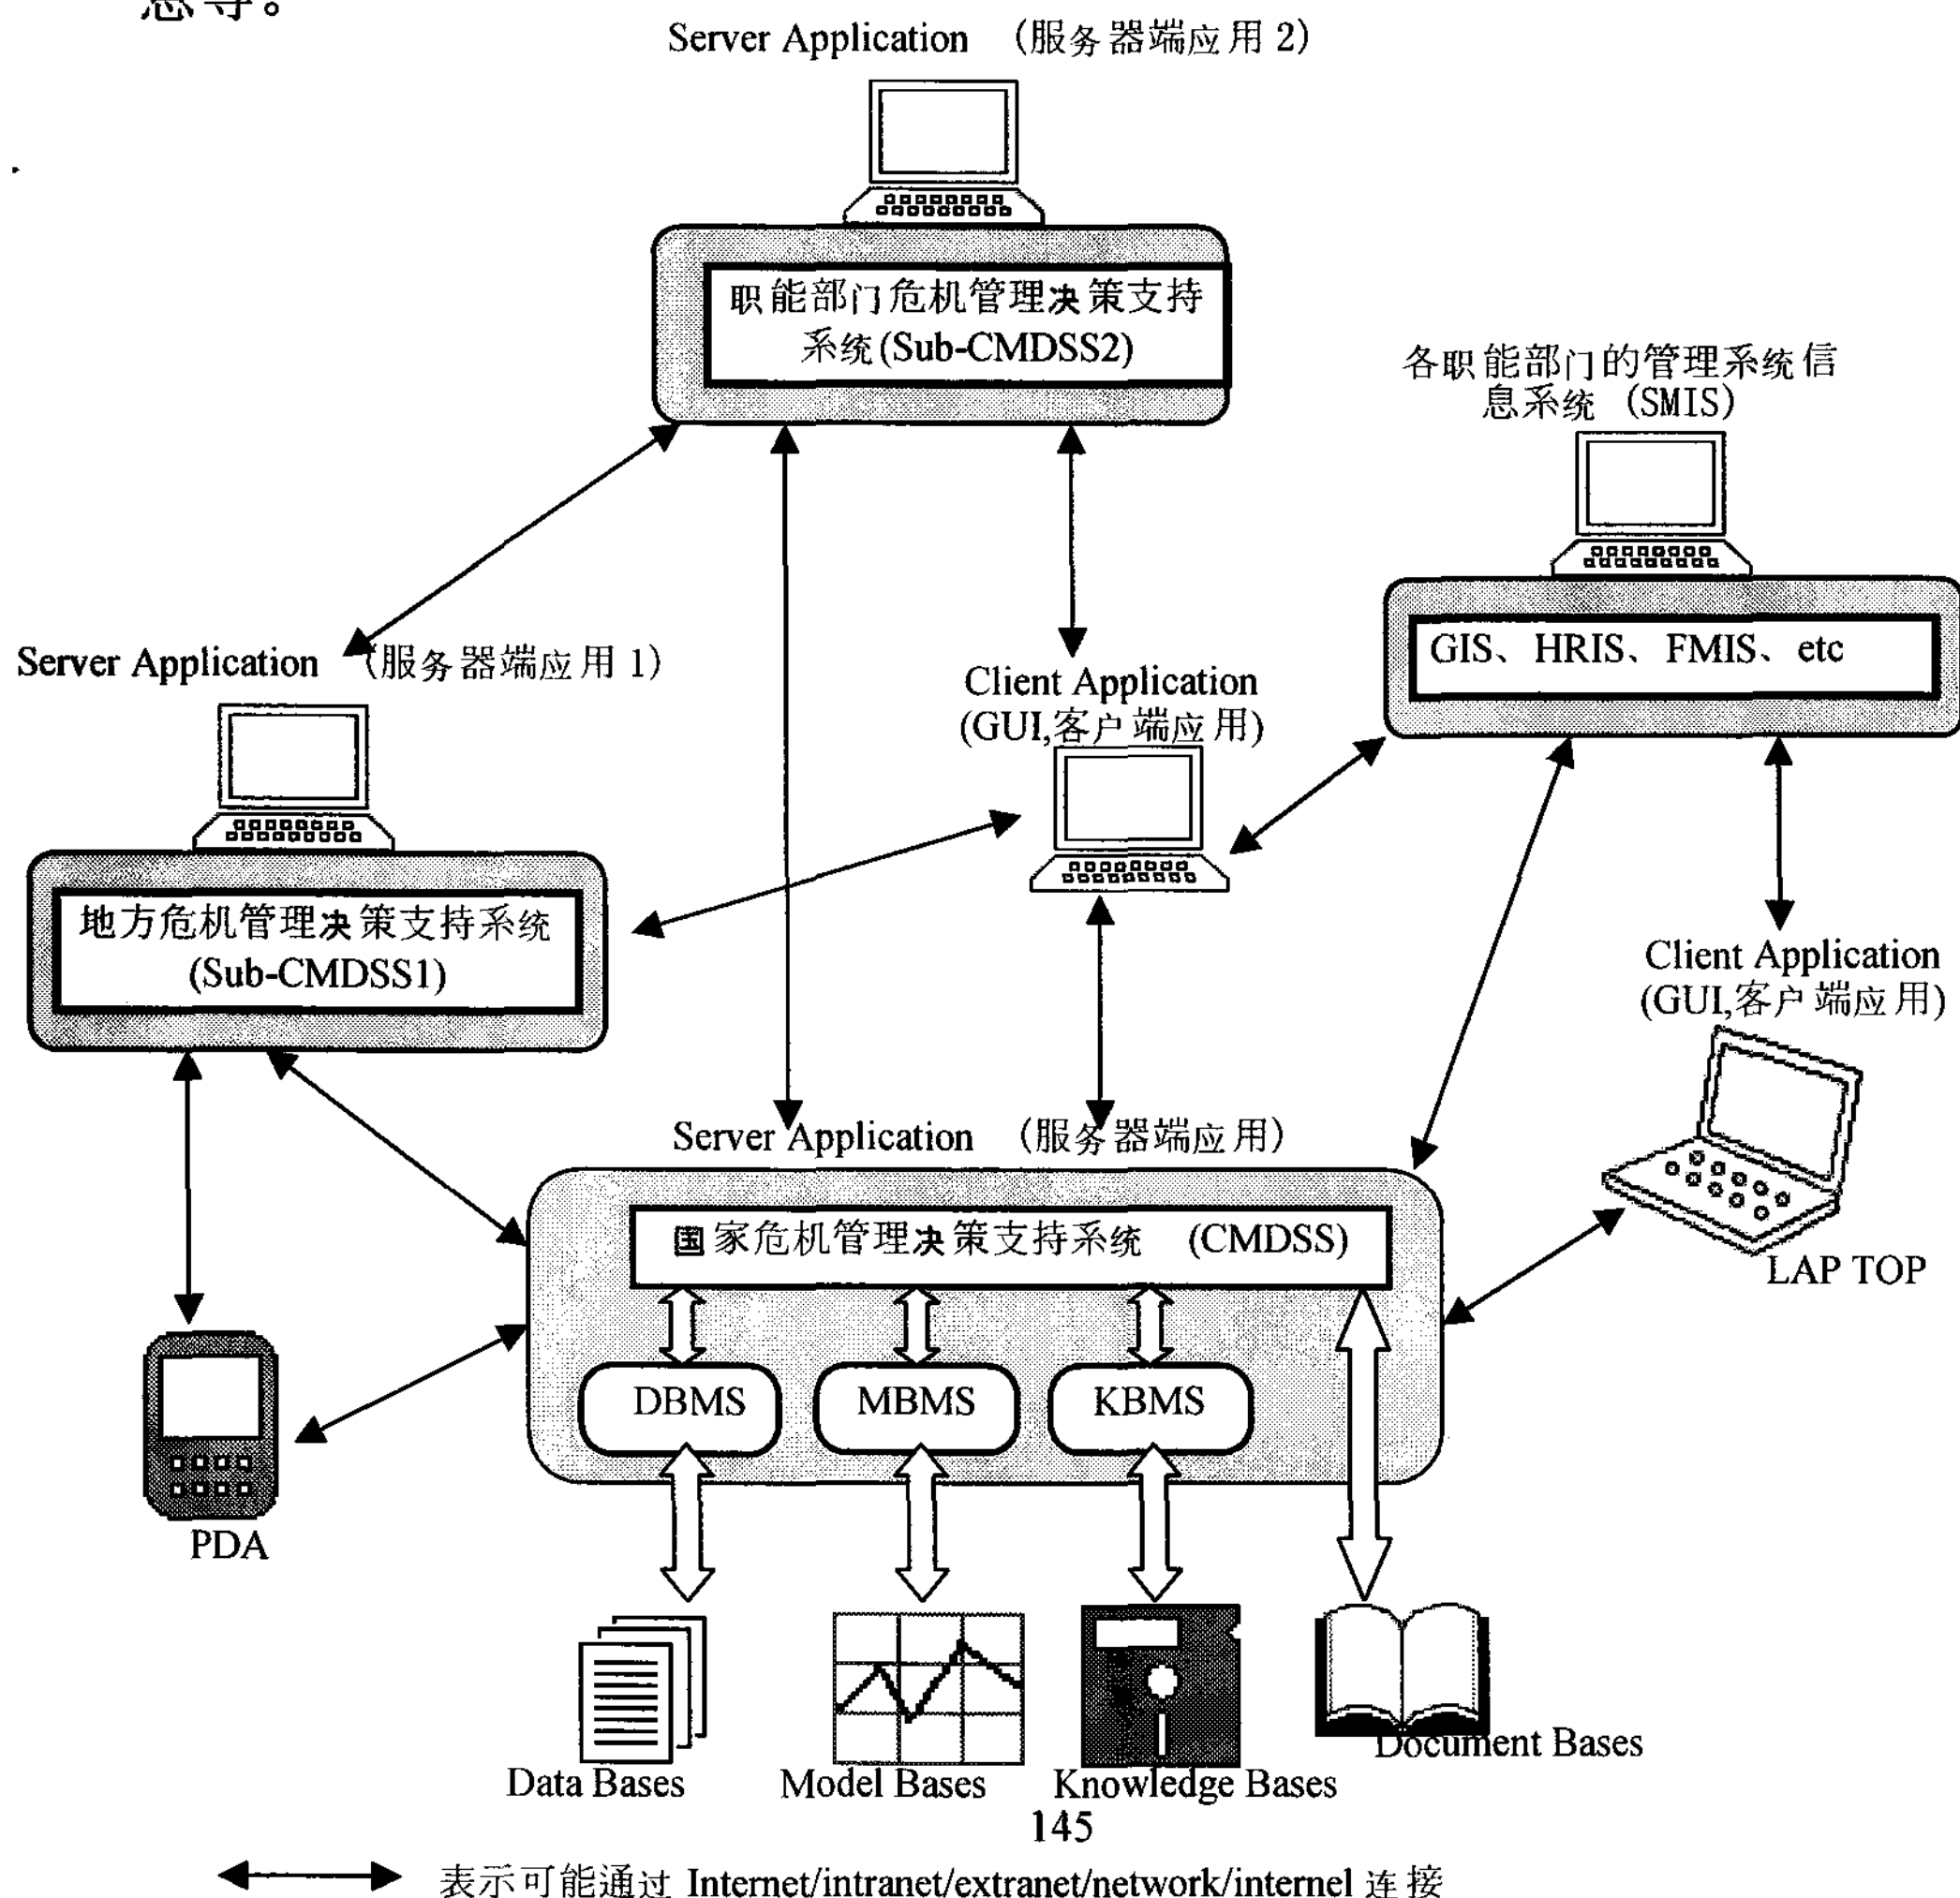 息等。
Server Application （服务器端应用 2）
职能部门危机管理决策支持
系统(Sub-CMDSS2)
各职能部门的管理系统信
息系统 （SMIS）
GIS、HRIS、FMIS、etc
Server Application （服务器端应用 1）
Client Application
(GUI,客户端应用)
地方危机管理决策支持系统
(Sub-CMDSS1)
Client Application
(GUI,客户端应用)
Server Application （服务器端应用）
国家危机管理决策支持系统 (CMDSS)
LAP TOP
DBMS
MBMS
KBMS
PDA
Document Bases
Data Bases
Model Bases
Knowledge Bases
145
表示可能通过 Internet/intranet/extranet/network/internel 连接